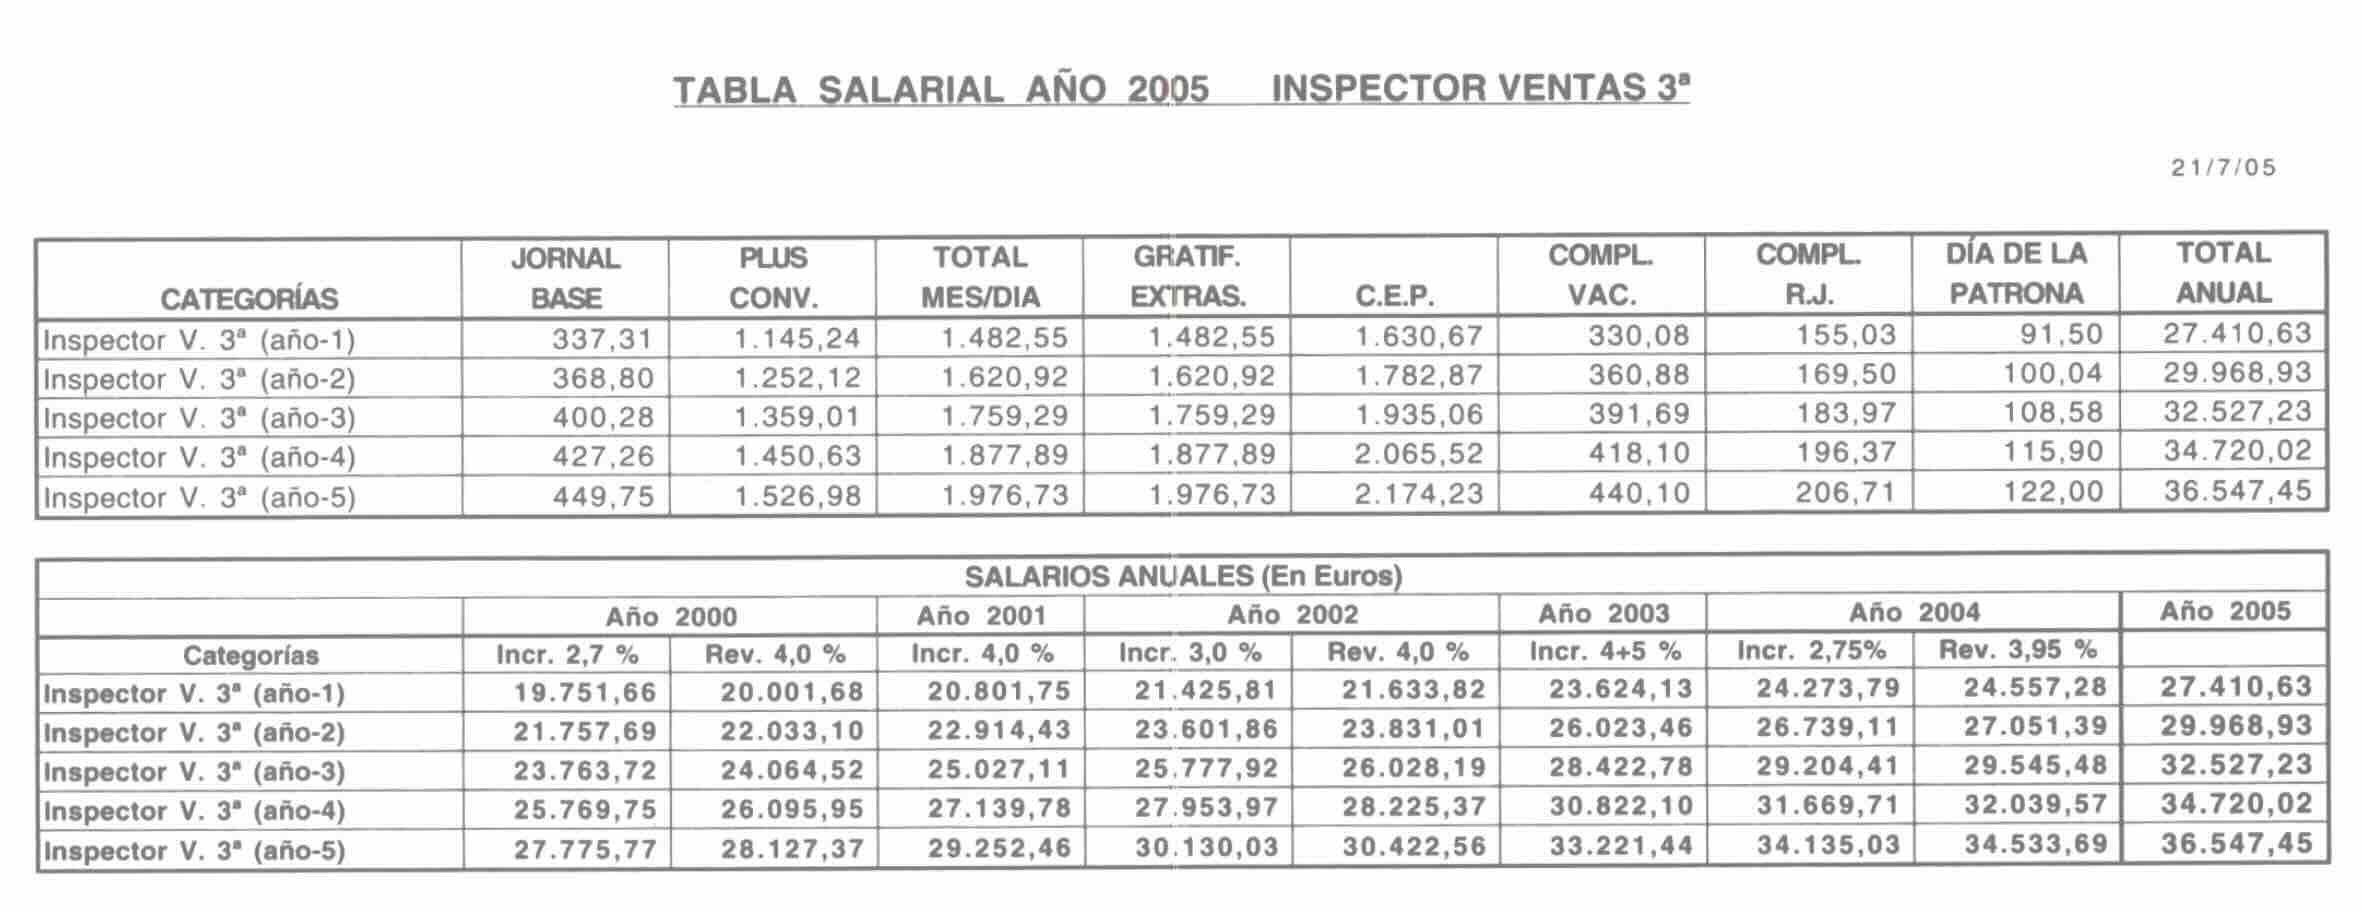 TABLA SALARIAL AÑO 2005 INSPECTOR VENTAS 3ª
21/7/05
CATEGORÍAS JORNAL BASE PLUS CONV. TOTAL MES/DIA GRATIF. EXTRAS. C.E.P. COMPL. VAC. COMPL. R.J. DÍA DE LA PATRONA TOTAL ANUAL
Inspector V. 3ª (año-1) 337,31 1.145,24 1.482,55 1.482,55 1.630,67 330,08 155,03 91,50 27.410,63
Inspector V. 3ª (año-2) 368,80 1.252,12 1.620,92 1.620,92 1.782,87 360,88 169,50 100,04 29.968,93
Inspector V. 3ª (año-3) 400,28 1.359,01 1.759,29 1.759,29 1.935,06 391,69 183,97 108,58 32.527,23
Inspector V. 3ª (año-4) 427,26 1.450,63 1.877,89 1.877,89 2.065,52 418,10 196,37 115,90 34.720,02
Inspector V. 3ª (año-5) 449,75 1.526,98 1.976,73 1.976,73 2.174,23 440,10 206,71 122,00 36.547,45
SALARIOS ANUALES (En Euros)
Año 2000 Año 2001 Año 2002 Año 2003 Año 2004 Año 2005
Categorías Incr. 2,7 % Rev. 4,0 % Incr. 4,0 % Incr. 3,0 % Rev. 4,0 % Incr. 4+5 % Incr. 2,75% Rev. 3,95 %
Inspector V. 3ª (año-1) 19.751,66 20.001,68 20.801,75 21.425,81 21.633,82 23.624,13 24.273,79 24.557,28 27.410,63
Inspector V. 3ª (año-2) 21.757,69 22.033,10 22.914,43 23.601,86 23.831,01 26.023,46 26.739,11 27.051,39 29.968,93
Inspector V. 3ª (año-3) 23.763,72 24.064,52 25.027,11 25.777,92 26.028,19 28.422,78 29.204,41 29.545,48 32.527,23
Inspector V. 3ª (año-4) 25.769,75 26.095,95 27.139,78 27.953,97 28.225,37 30.822,10 31.669,71 32.039,57 34.720,02
Inspector V. 3ª (año-5) 27.775,77 28.127,37 29.252,46 30.130,03 30.422,56 33.221,44 34.135,03 34.533,69 36.547,45